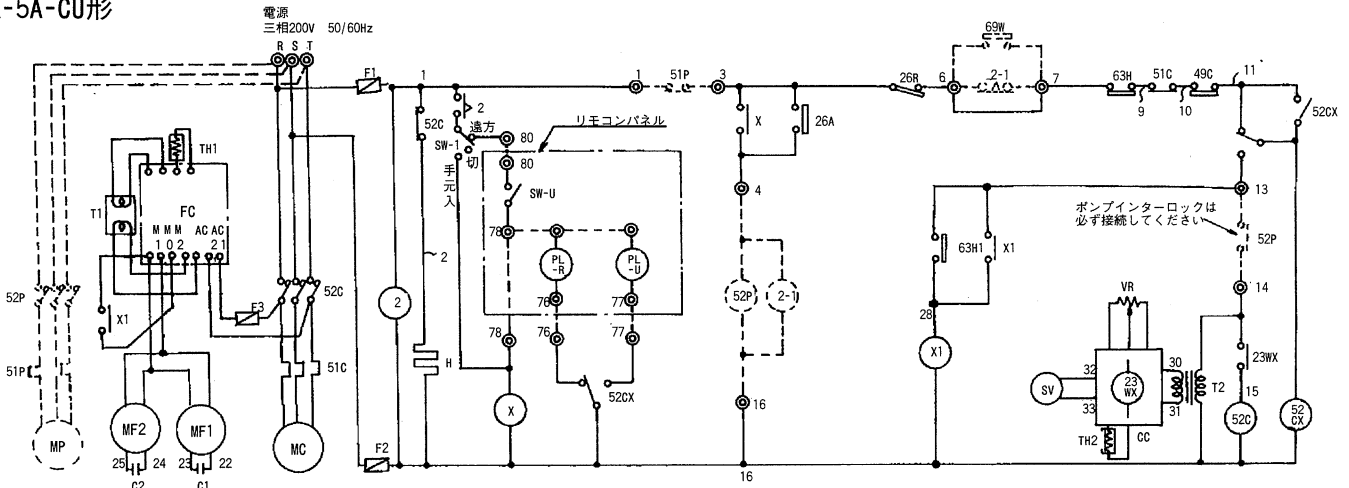 -5A-CU形
電源
三相200V 50/60Hz
R S T
F1
1
52C
2
SW-1
遠方
切
手元入
80
80
リモコンパネル
SW-U
78
PL-R
PL-U
76
77
78
76
77
52CX
X
2
2
H
F2
1
51P
3
X
26A
4
52P
2-1
16
16
26R
6
69W
2-1
7
63H
9
51C
10
49C
11
52CX
13
ポンプインターロックは
必ず接続してください
52P
14
63H1
X1
28
X1
VR
32
33
SV
23WX
30
31
T2
TH2
CC
23WX
15
52C
52CX
TH1
T1
FC
M M M AC AC
1 0 2 2 1
F3
52C
52P
X1
51P
51C
MP
MF2
MF1
MC
25
24
23
22
C2
C1